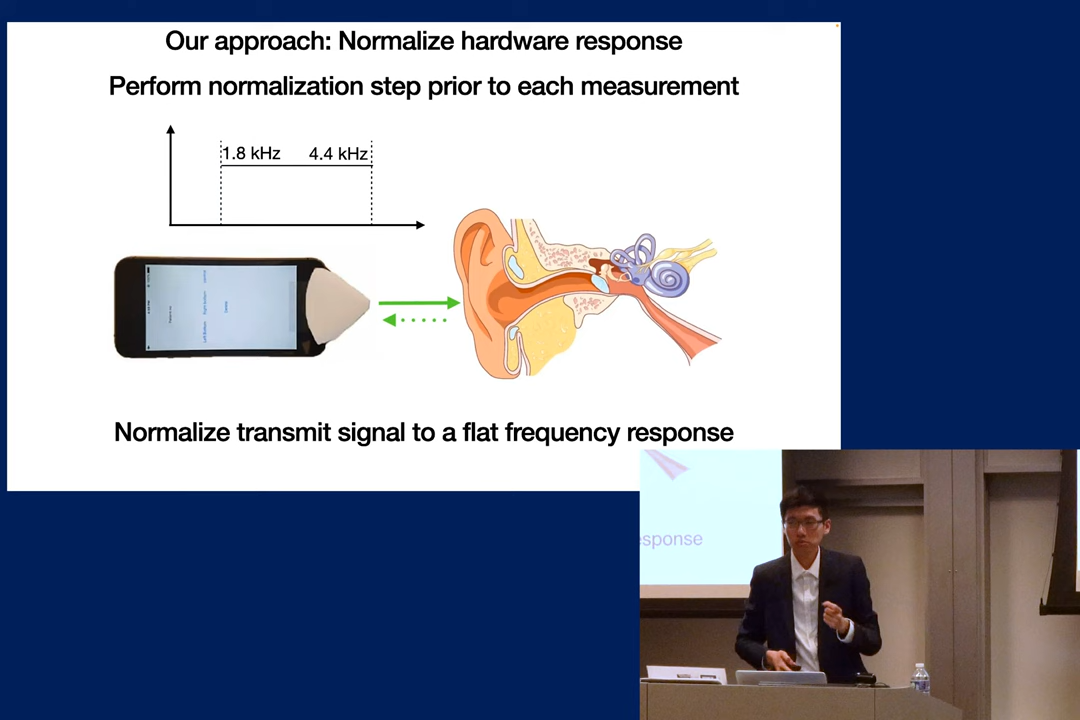 Our approach: Normalize hardware response
Perform normalization step prior to each measurement
1.8 kHz 4.4 kHz
Normalize transmit signal to a flat frequency response
esponse